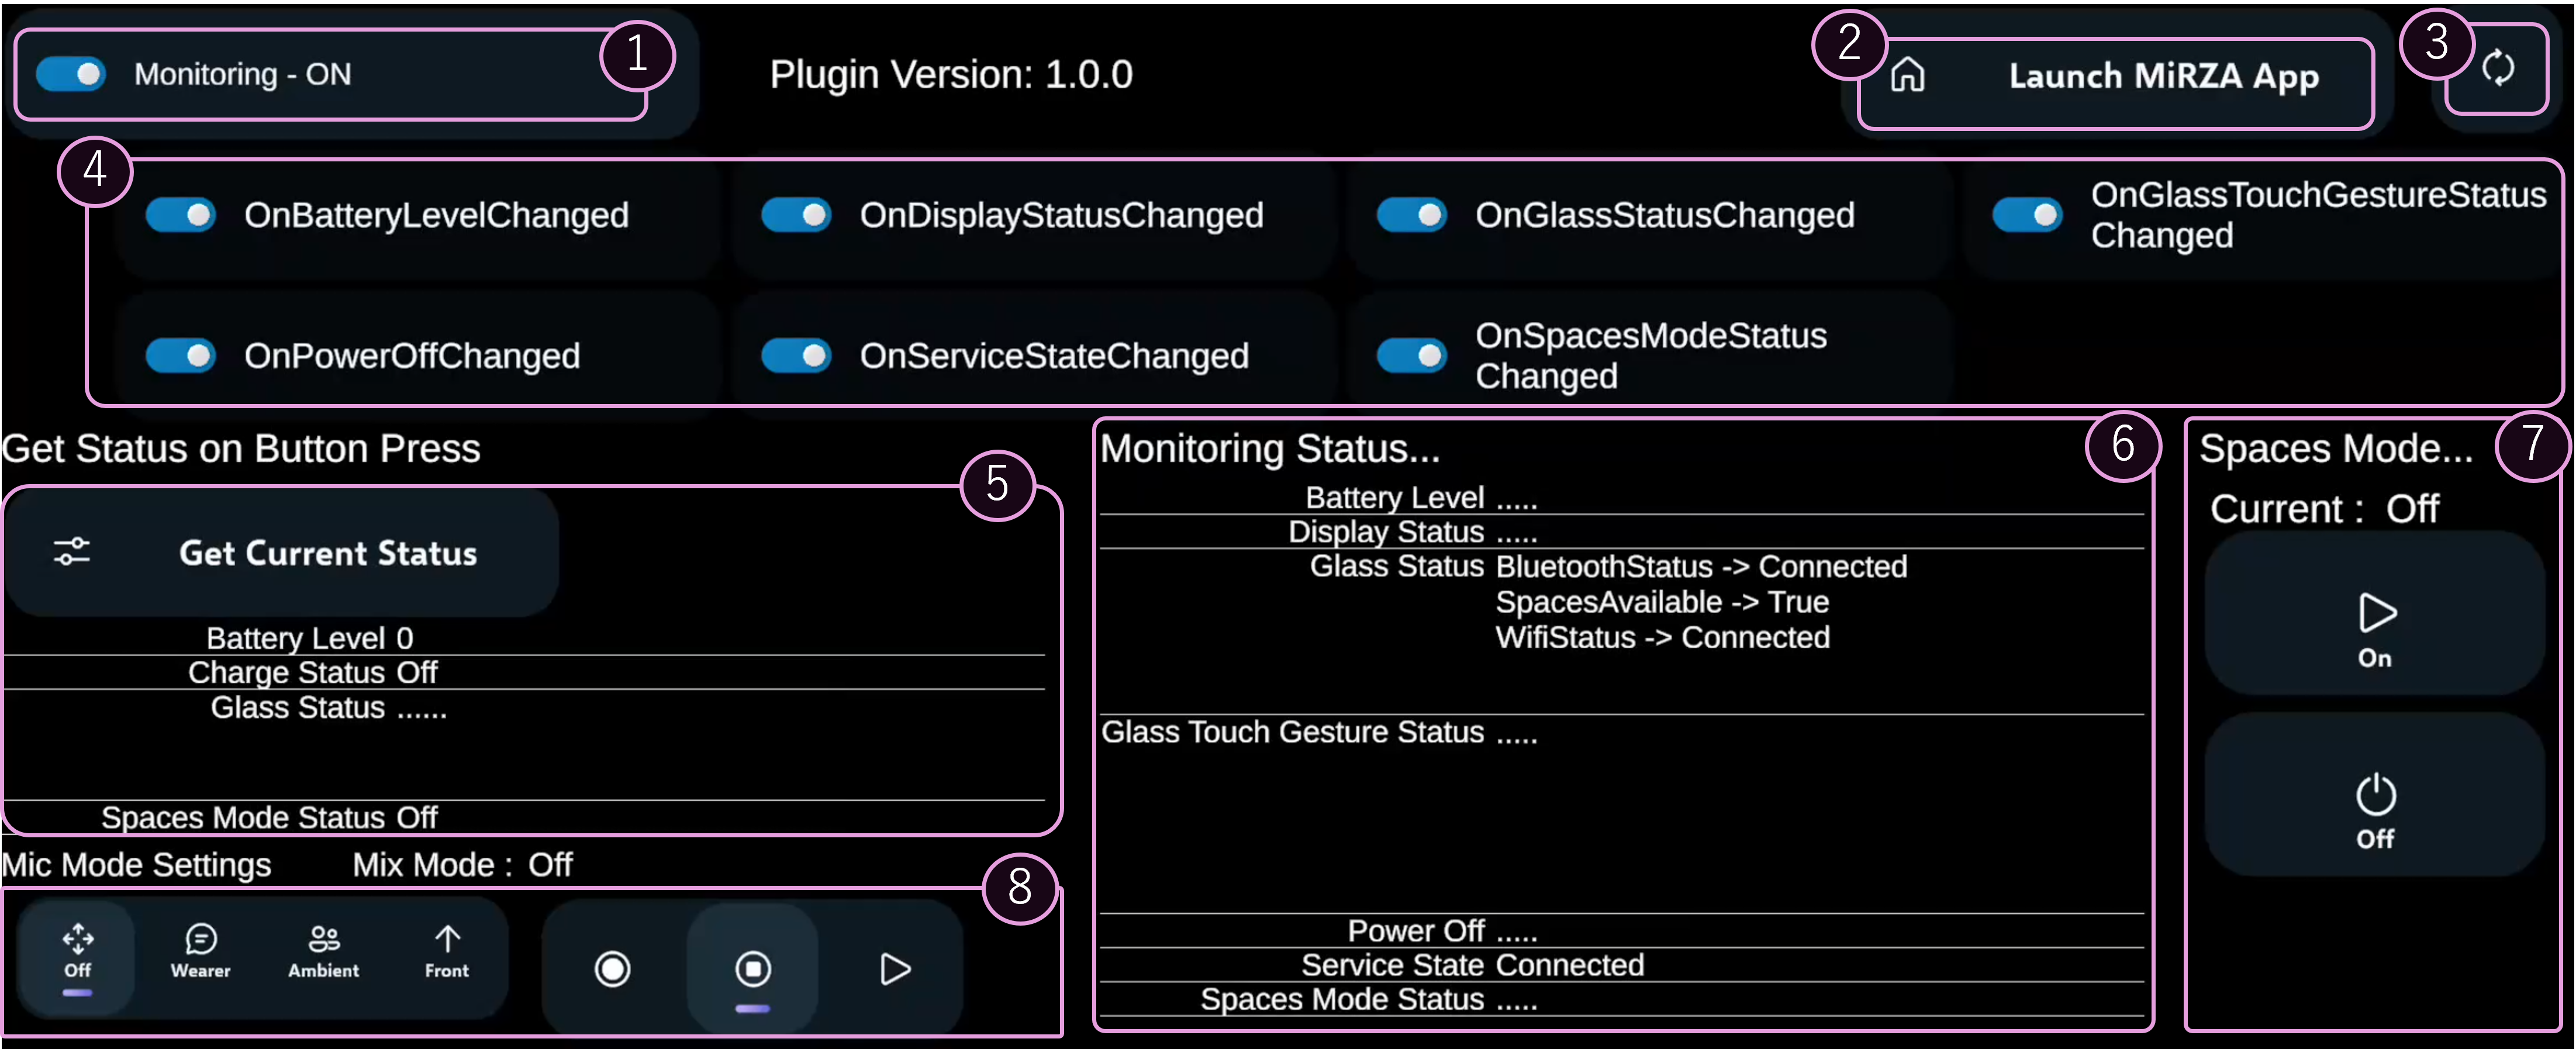 1
Monitoring - ON
Plugin Version: 1.0.0
2
Launch MiRZA App
3
4
OnBatteryLevelChanged
OnDisplayStatusChanged
OnGlassStatusChanged
OnGlassTouchGestureStatus
Changed
OnPowerOffChanged
OnServiceStateChanged
OnSpacesModeStatus
Changed
Get Status on Button Press
5
Get Current Status
Battery Level 0
Charge Status Off
Glass Status ......
Spaces Mode Status Off
Mic Mode Settings
Mix Mode : Off
8
Off
Wearer
Ambient
Front
Monitoring Status...
6
Battery Level .....
Display Status .....
Glass Status BluetoothStatus -> Connected
SpacesAvailable -> True
WifiStatus -> Connected
Glass Touch Gesture Status .....
Power Off .....
Service State Connected
Spaces Mode Status .....
Spaces Mode...
7
Current : Off
On
Off